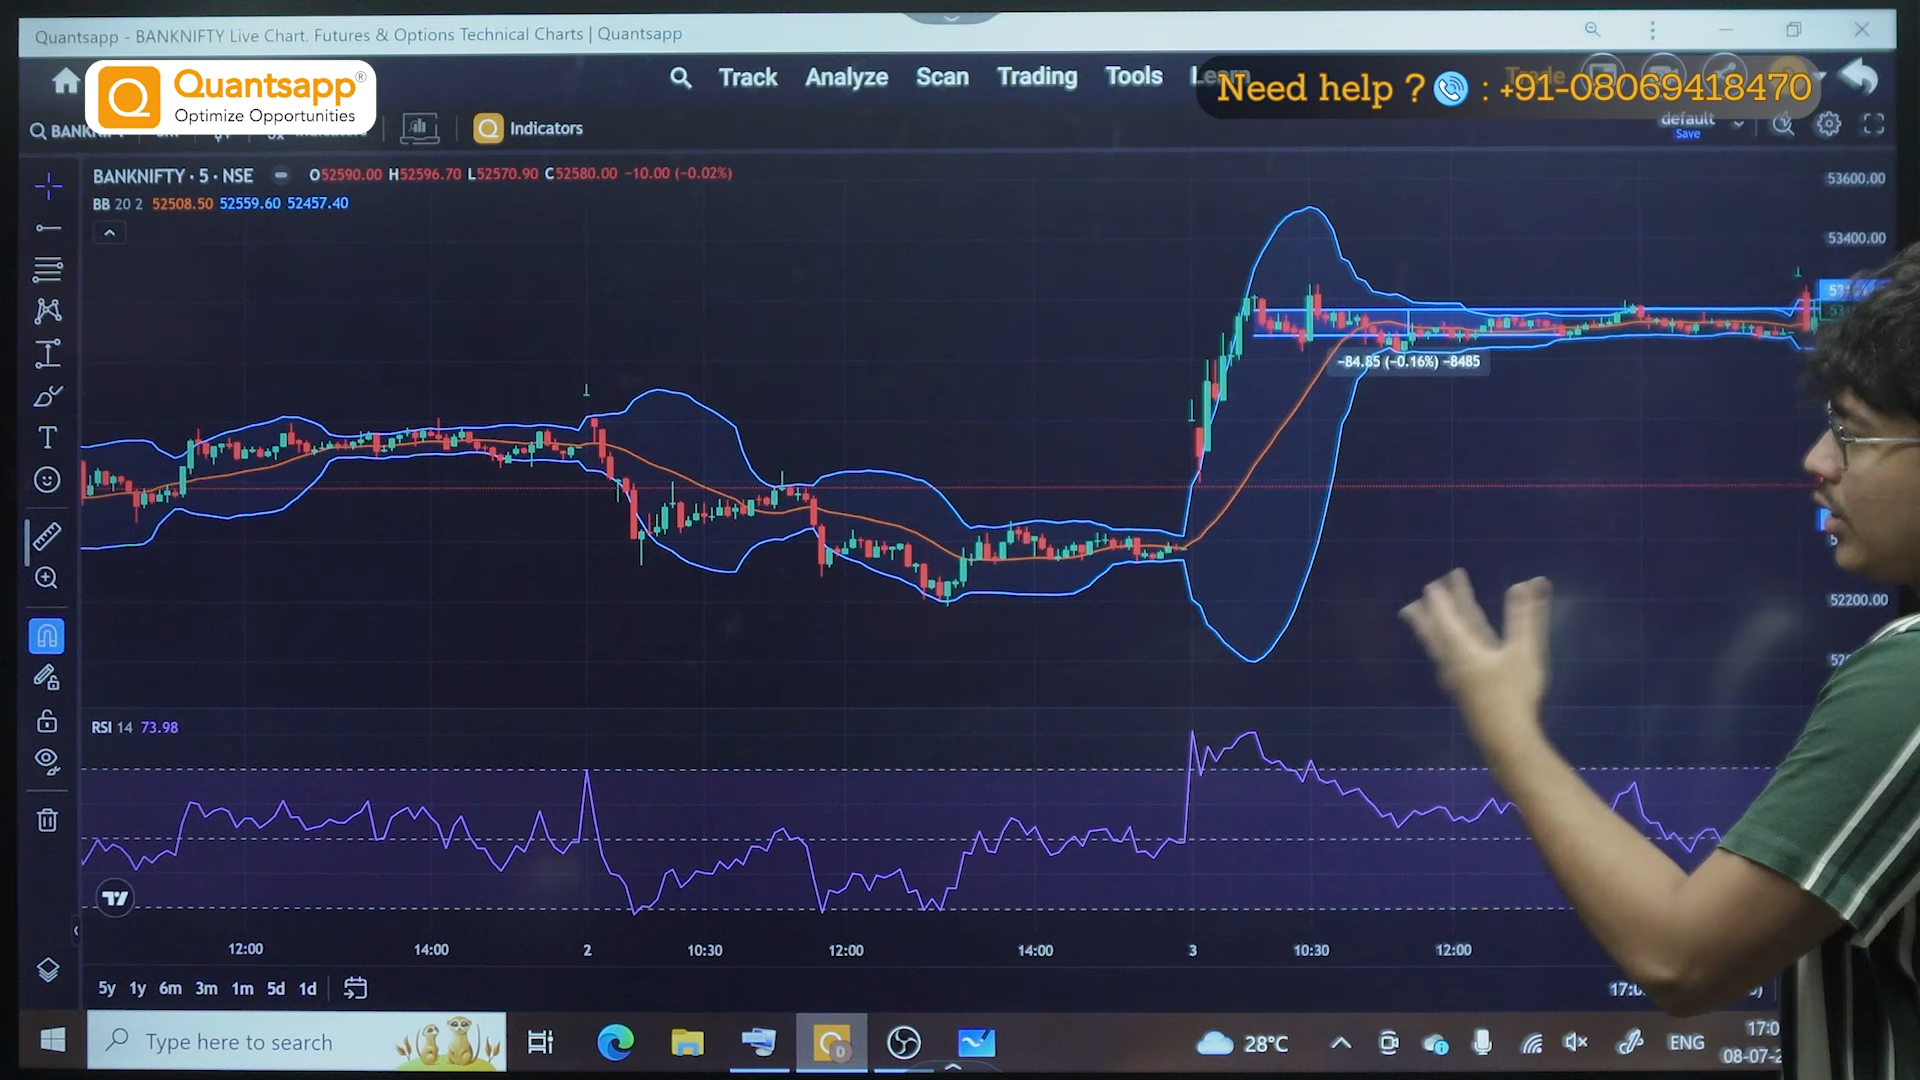 Quantsapp - BANKNIFTY Live Chart. Futures & Options Technical Charts | Quantsapp
Quantsapp®
Optimize Opportunities
Track Analyze Scan Trading Tools Learn
Need help ? : +91-08069418470
Indicators
default
Save
BANKNIFTY · 5 · NSE O52590.00 H52596.70 L52570.90 C52580.00 −10.00 (−0.02%)
BB 20 2 52508.50 52559.60 52457.40
53600.00
53400.00
−84.85 (−0.16%) −8485
52200.00
RSI 14 73.98
12:00 14:00 2 10:30 12:00 14:00 3 10:30 12:00
5y 1y 6m 3m 1m 5d 1d
Type here to search
28°C
ENG